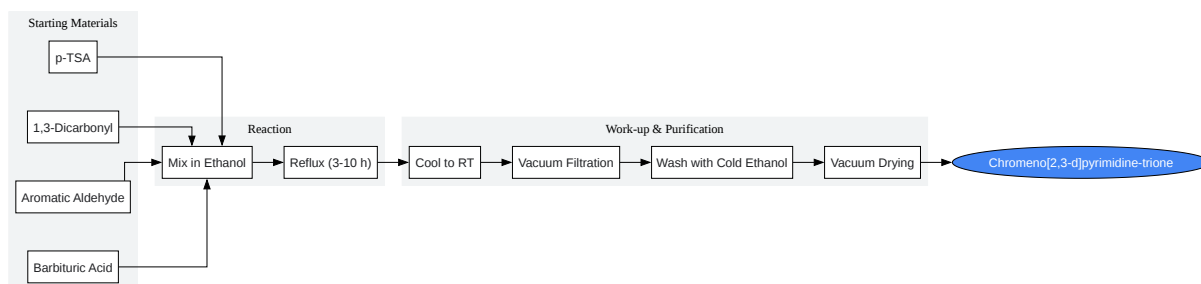 Starting Materials
p-TSA
1,3-Dicarbonyl
Aromatic Aldehyde
Barbituric Acid
Reaction
Mix in Ethanol
Reflux (3-10 h)
Work-up & Purification
Cool to RT
Vacuum Filtration
Wash with Cold Ethanol
Vacuum Drying
Chromeno[2,3-d]pyrimidine-trione